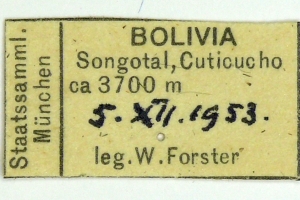 Staatssamml.
München
BOLIVIA
Songotal, Cuticucho
ca 3700 m
5. XII. 1953.
leg. W. Forster